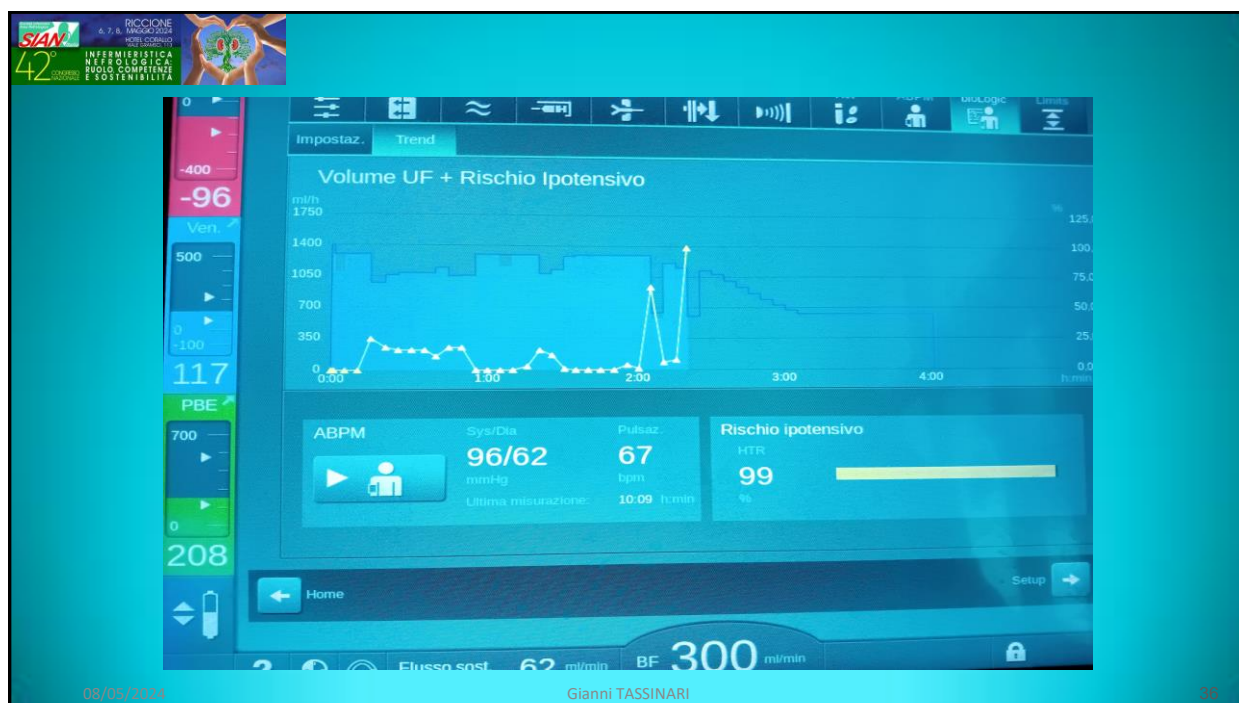 SIAN
RICCIONE
6, 7, 8, MAGGIO 2024
HOTEL CORALLO
VIALE GRAMSCI, 113
42° CONGRESSO NAZIONALE
INFERMIERISTICA
NEFROLOGICA:
RUOLO, COMPETENZE
E SOSTENIBILITÀ
bioLogic
Limits
0
-400
-96
Ven.
500
0
-100
117
PBE
700
0
208
Impostaz.
Trend
Volume UF + Rischio Ipotensivo
ml/h
1750
1400
1050
700
350
0
%
125,
100,
75,0
50,0
25,
0,0
0:00
1:00
2:00
3:00
4:00
h:min
ABPM
Sys/Dia
Pulsaz.
96/62
67
mmHg
bpm
Ultima misurazione:
10:09 h:min
Rischio ipotensivo
HTR
99
%
Home
Setup
Flusso sost.
62 ml/min
BF 300 ml/min
08/05/2024
Gianni TASSINARI
36